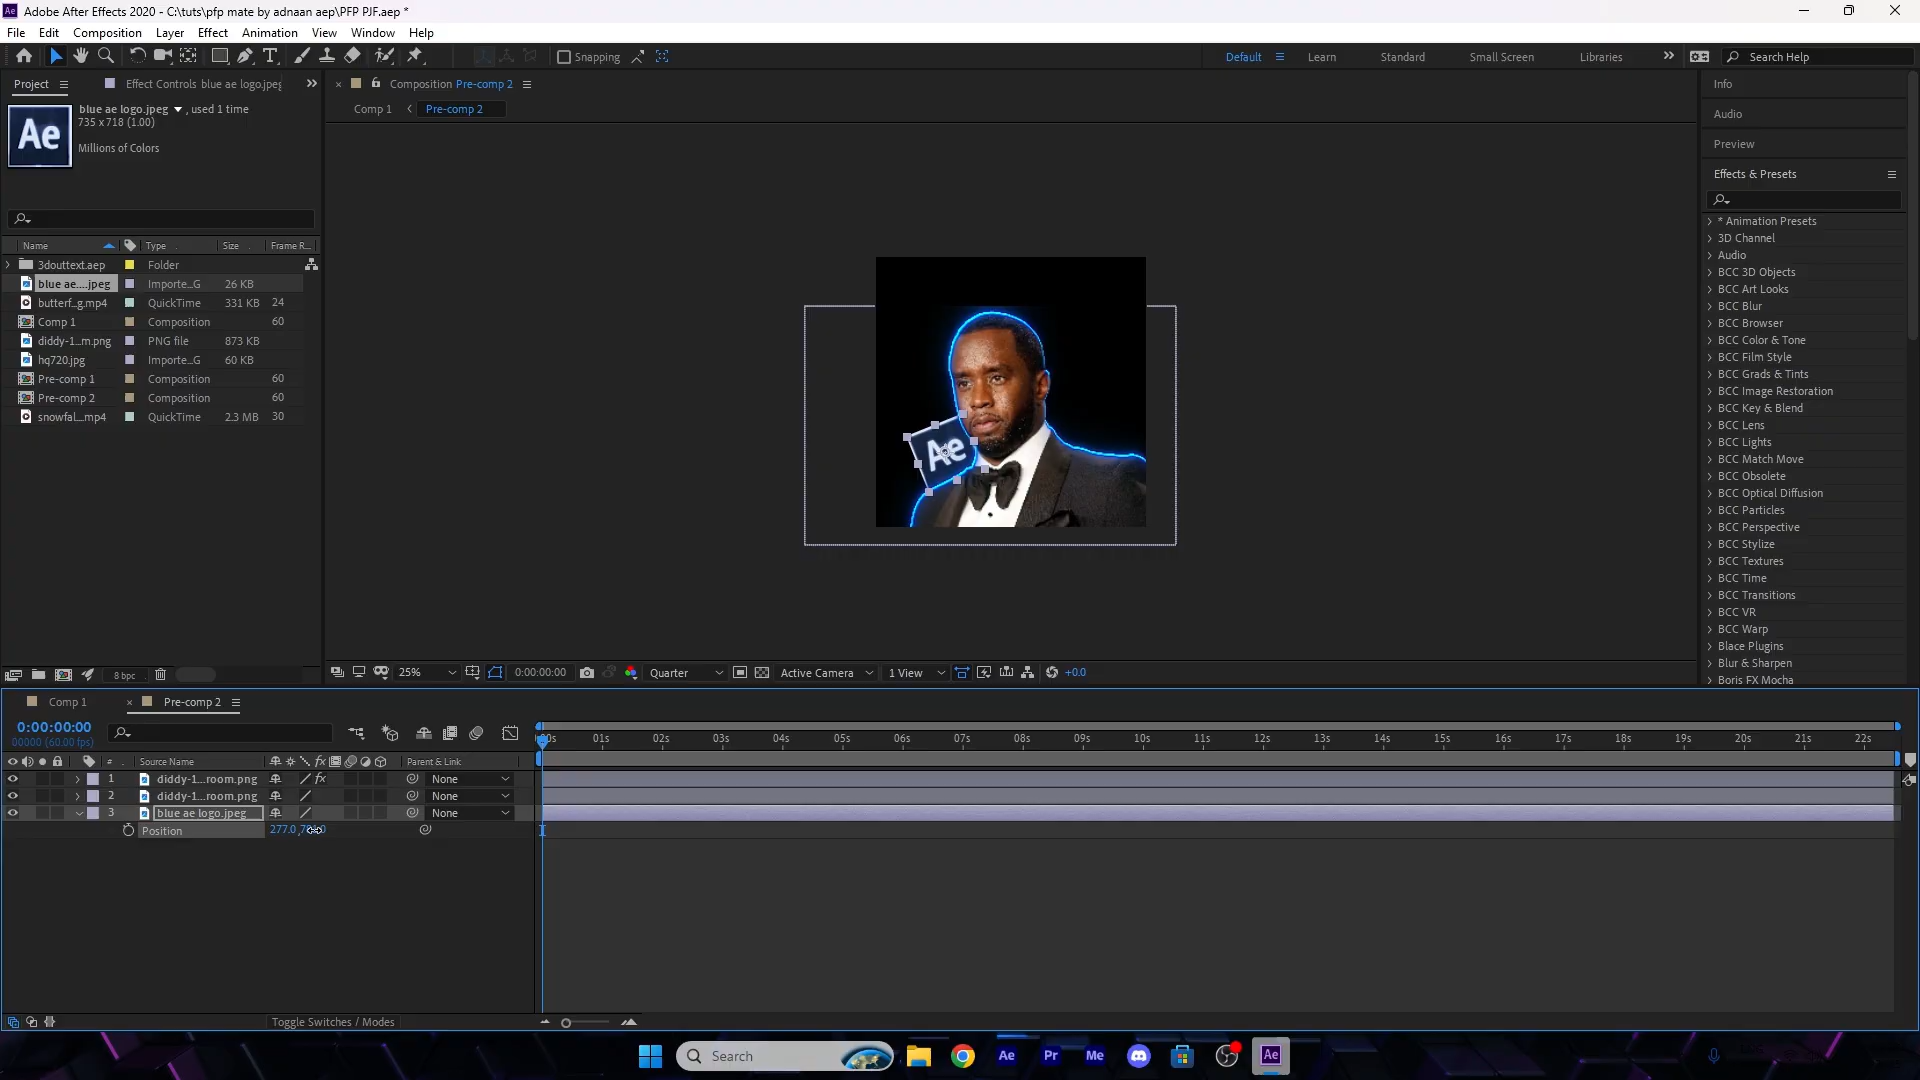 Adobe After Effects 2020 - C:\tuts\pfp mate by adnaan aep\PFP PJF.aep *
File Edit Composition Layer Effect Animation View Window Help
Snapping
Default Learn Standard Small Screen Libraries Search Help
Project Effect Controls blue ae logo.jpeg
Composition Pre-comp 2
Info
blue ae logo.jpeg , used 1 time
735 x 718 (1.00)
Millions of Colors
Comp 1 Pre-comp 2
Audio
Preview
Effects & Presets
Name Type Size Frame R...
3douttext.aep Folder
blue ae....jpeg Importe...G 26 KB
butterf...g.mp4 QuickTime 331 KB 24
Comp 1 Composition 60
diddy-1...m.png PNG file 873 KB
hq720.jpg Importe...G 60 KB
Pre-comp 1 Composition 60
Pre-comp 2 Composition 60
snowfal...mp4 QuickTime 2.3 MB 30
Ae
Ae
* Animation Presets
3D Channel
Audio
BCC 3D Objects
BCC Art Looks
BCC Blur
BCC Browser
BCC Color & Tone
BCC Film Style
BCC Grads & Tints
BCC Image Restoration
BCC Key & Blend
BCC Lens
BCC Lights
BCC Match Move
BCC Obsolete
BCC Optical Diffusion
BCC Particles
BCC Perspective
BCC Stylize
BCC Textures
BCC Time
BCC Transitions
BCC VR
BCC Warp
Blace Plugins
Blur & Sharpen
Boris FX Mocha
8 bpc
25% 0:00:00:00 Quarter Active Camera 1 View +0.0
Comp 1 Pre-comp 2
0:00:00:00
00000 (60.00 fps)
01s 02s 03s 04s 05s 06s 07s 08s 09s 10s 11s 12s 13s 14s 15s 16s 17s 18s 19s 20s 21s 22s
# Source Name fx Parent & Link
1 diddy-1...room.png fx None
2 diddy-1...room.png None
3 blue ae logo.jpeg None
Position 277.0,
Toggle Switches / Modes
Search Ae Pr Me Ae